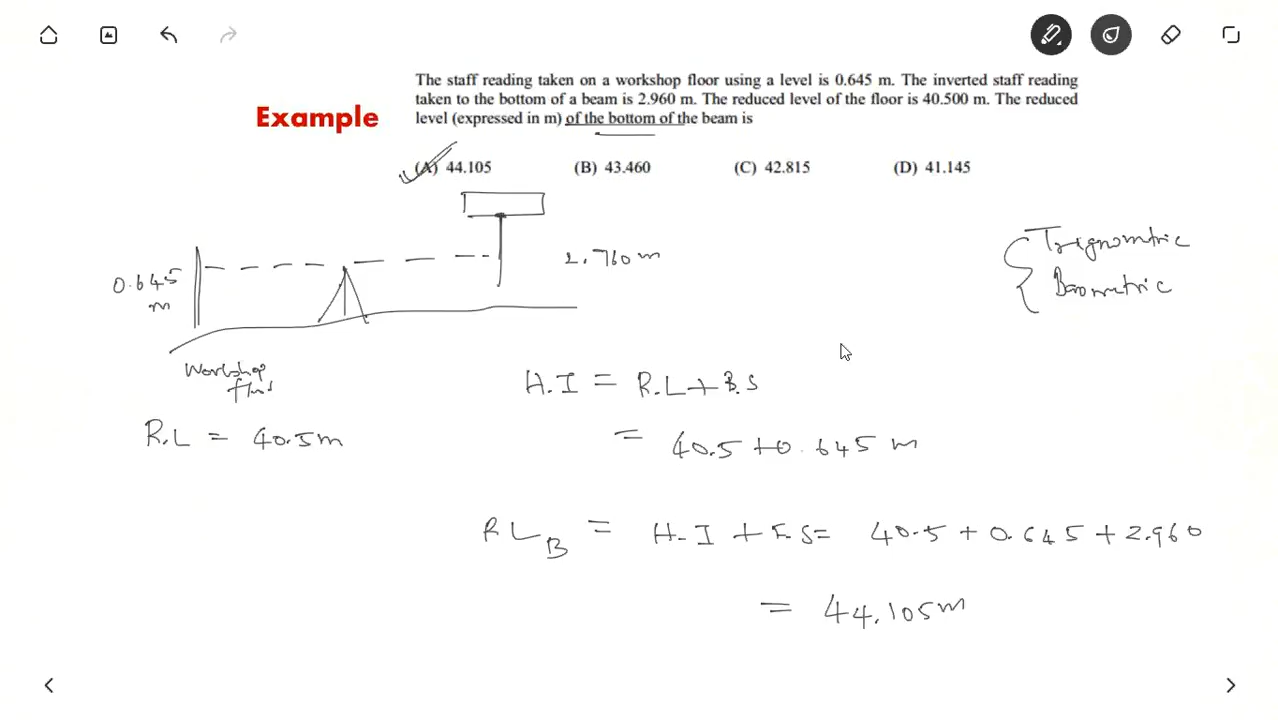 The staff reading taken on a workshop floor using a level is 0.645 m. The inverted staff reading
taken to the bottom of a beam is 2.960 m. The reduced level of the floor is 40.500 m. The reduced
level (expressed in m) of the bottom of the beam is
Example
(A) 44.105 (B) 43.460 (C) 42.815 (D) 41.145
Trignomtric
Barometric
0.645
m
2.960 m
Workshop
R.L = 40.5m
H.I = R.L + B.S
= 40.5 + 0.645 m
RL B = H.I + F.S = 40.5 + 0.645 + 2.960
= 44.105m